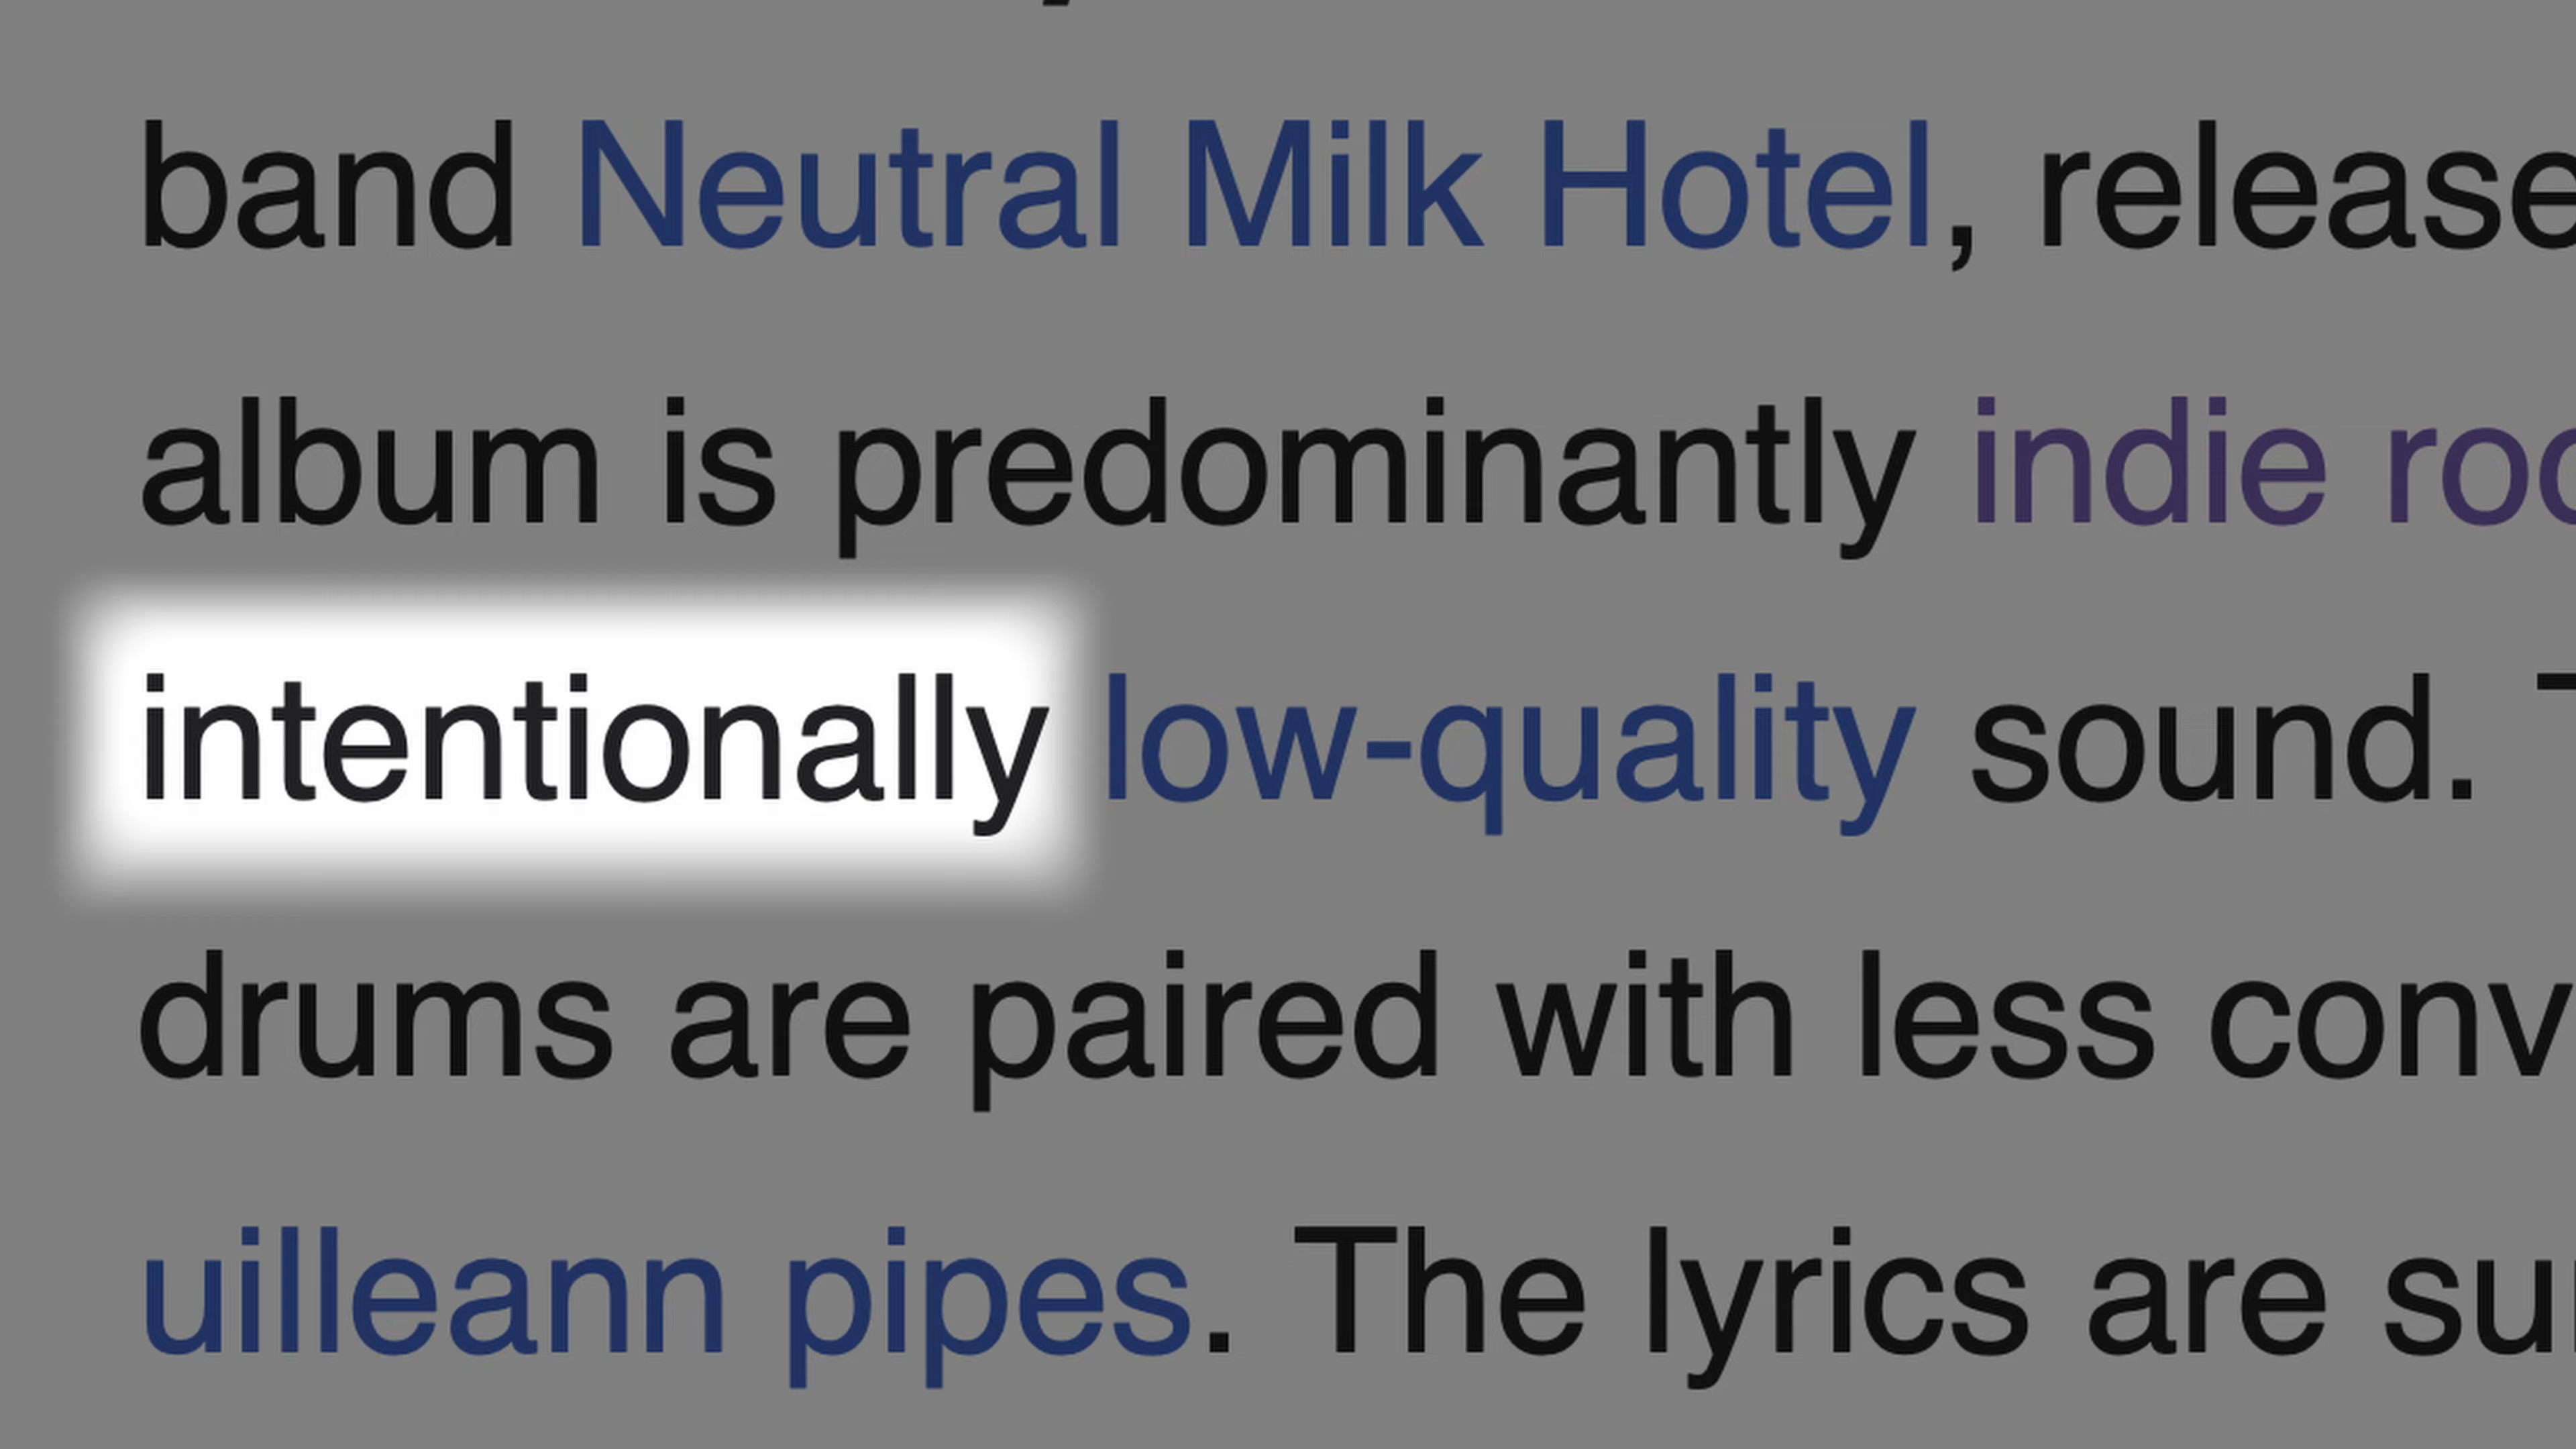 band Neutral Milk Hotel, release
album is predominantly indie roc
intentionally low-quality sound. T
drums are paired with less conv
uilleann pipes. The lyrics are su